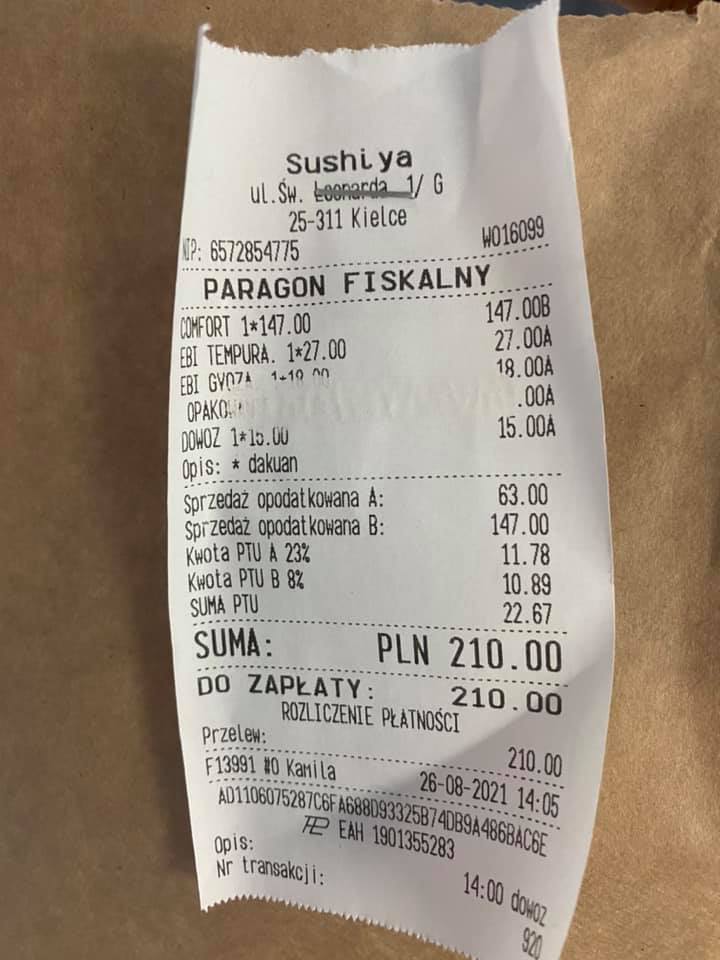 Sushi ya
ul.Św. Leonarda 1/ G
25-311 Kielce
NIP: 6572854775 WO16099
PARAGON FISKALNY
COMFORT 1*147.00 147.00B
EBI TEMPURA. 1*27.00 27.00A
EBI GYOZA 1*18.00 18.00A
.00A
DOWOZ 1*15.00 15.00A
Opis: * dakuan
Sprzedaż opodatkowana A: 63.00
Sprzedaż opodatkowana B: 147.00
Kwota PTU A 23% 11.78
Kwota PTU B 8% 10.89
SUMA PTU 22.67
SUMA: PLN 210.00
DO ZAPŁATY: 210.00
ROZLICZENIE PŁATNOŚCI
Przelew: 210.00
F13991 #0 Kamila 26-08-2021 14:05
AD1106075287C6FA688D93325B74DB9A486BAC6E
EAH 1901355283
Opis: 14:00 dowoz
Nr transakcji: 920